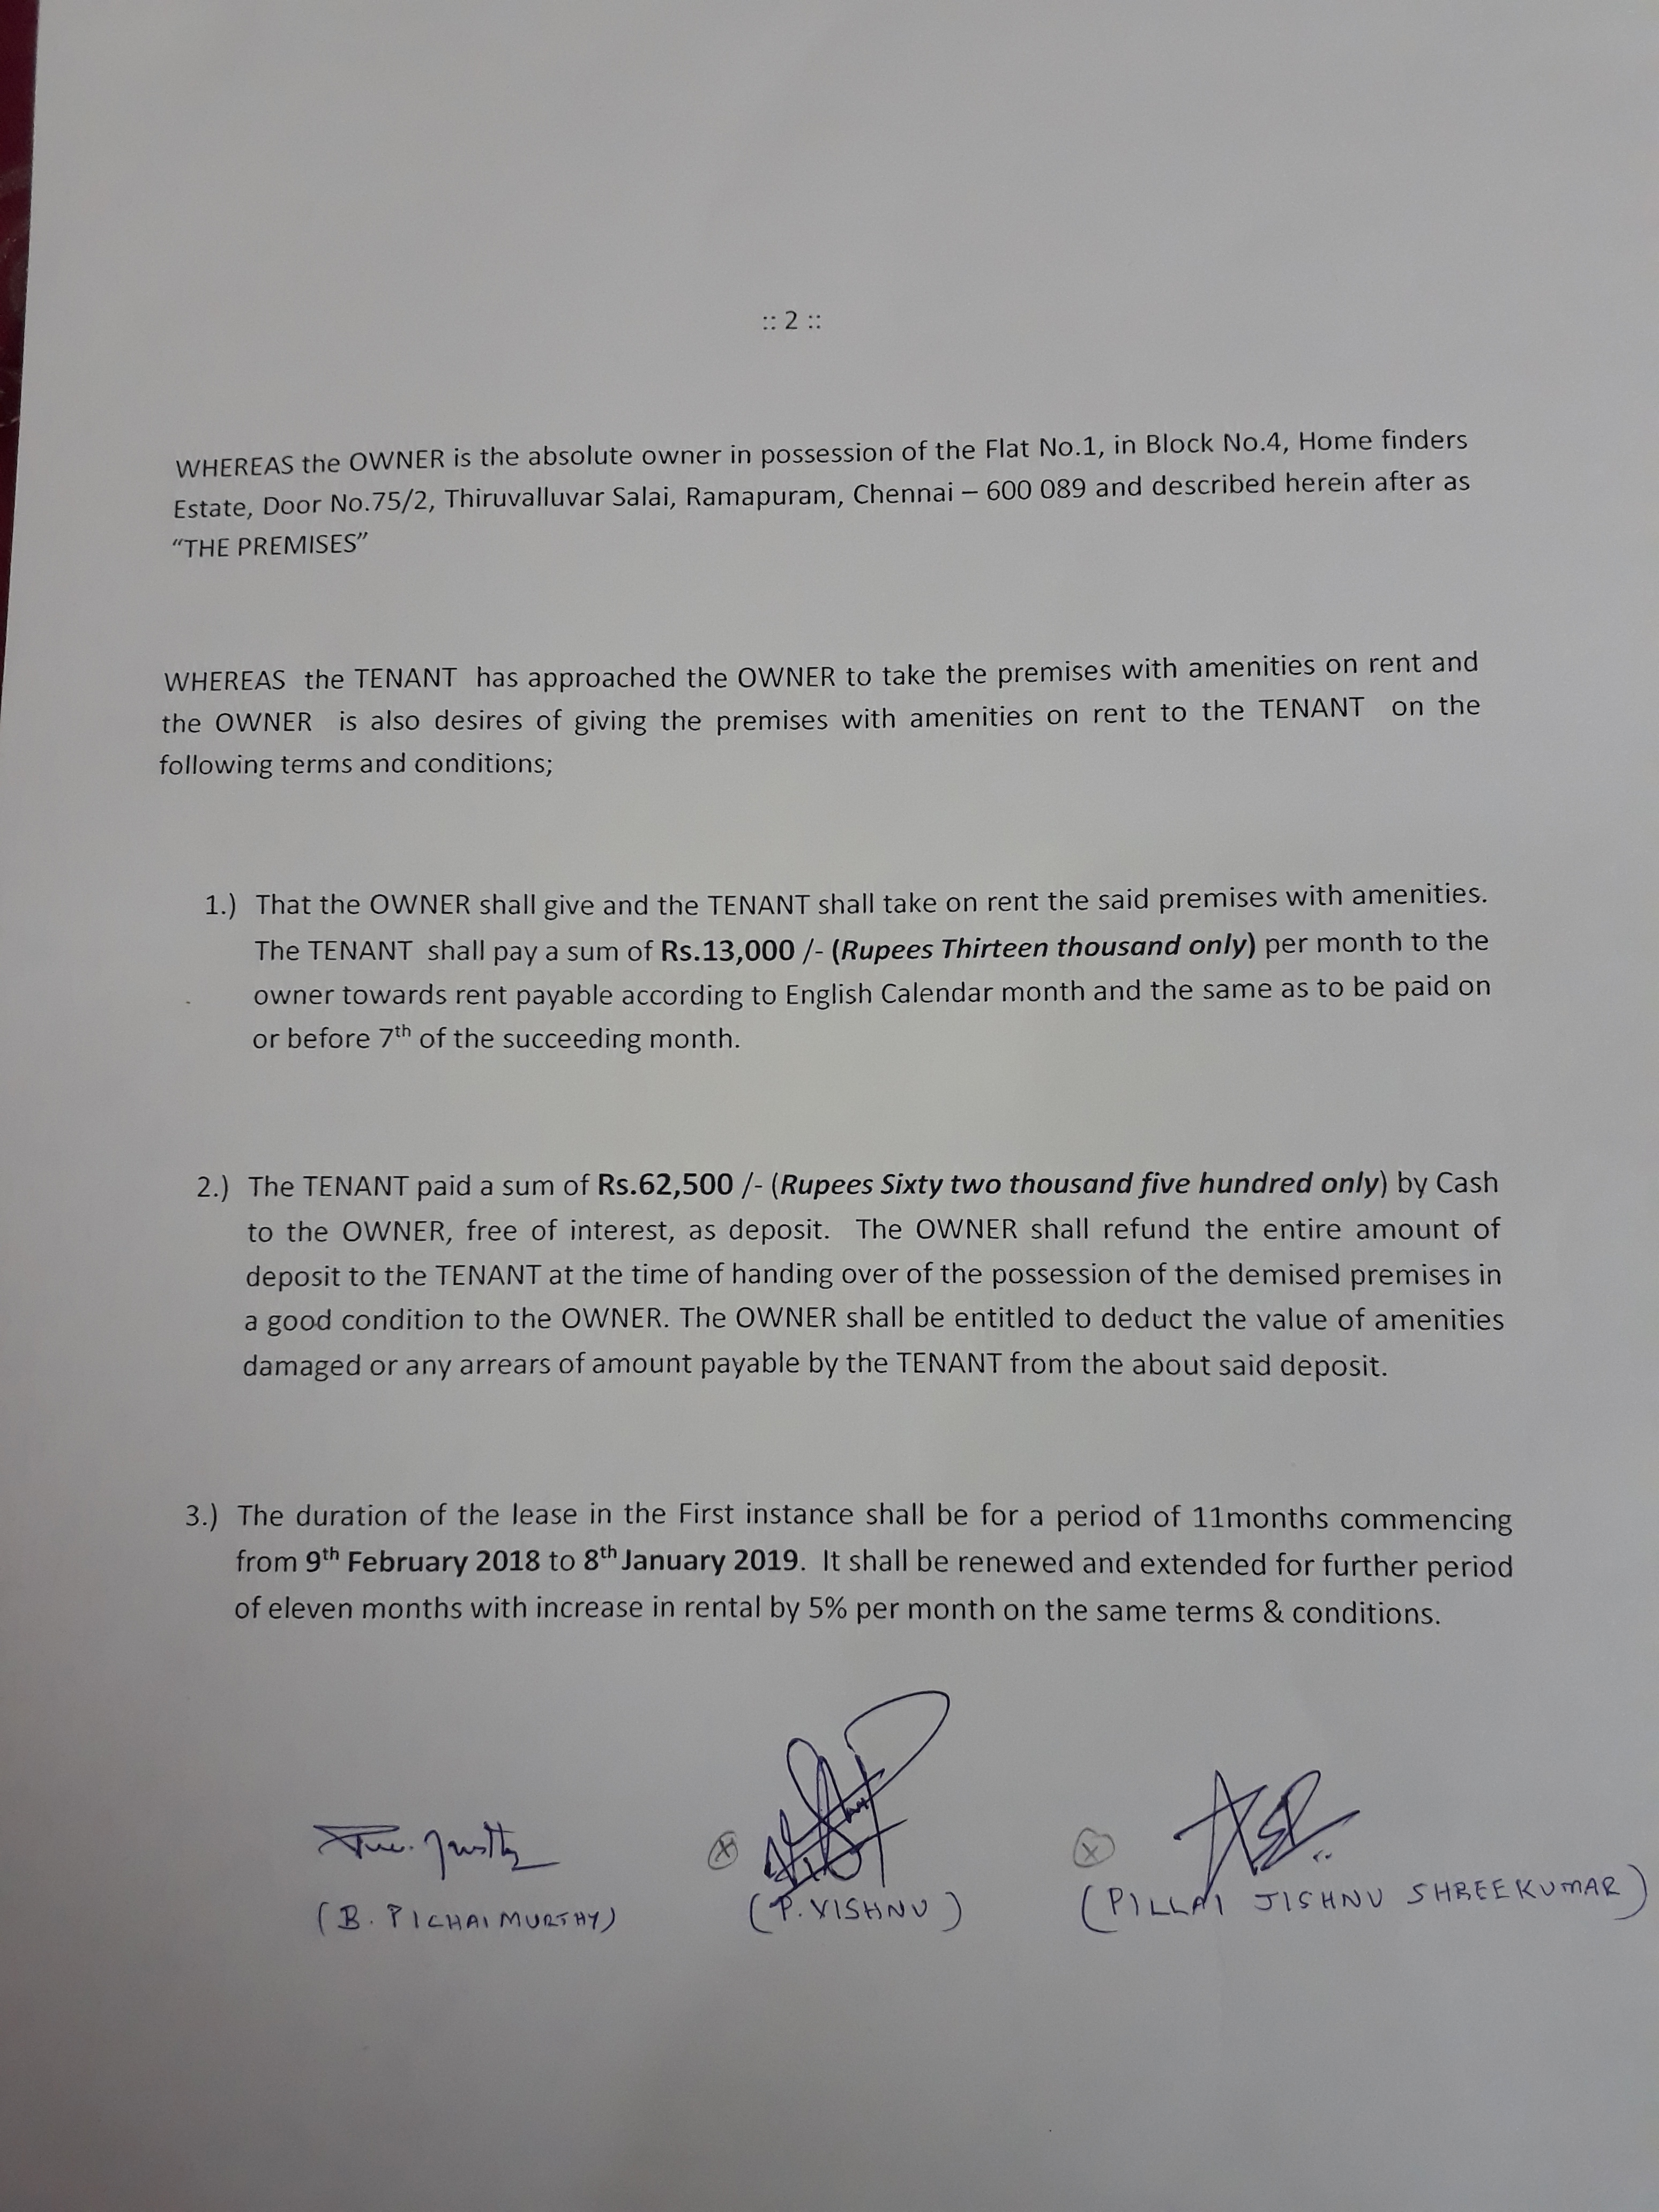 :: 2 ::
WHEREAS the OWNER is the absolute owner in possession of the Flat No.1, in Block No.4, Home finders
Estate, Door No.75/2, Thiruvalluvar Salai, Ramapuram, Chennai – 600 089 and described herein after as
“THE PREMISES”
WHEREAS the TENANT has approached the OWNER to take the premises with amenities on rent and
the OWNER is also desires of giving the premises with amenities on rent to the TENANT on the
following terms and conditions;
1.) That the OWNER shall give and the TENANT shall take on rent the said premises with amenities.
The TENANT shall pay a sum of Rs.13,000 /- (Rupees Thirteen thousand only) per month to the
owner towards rent payable according to English Calendar month and the same as to be paid on
or before 7th of the succeeding month.
2.) The TENANT paid a sum of Rs.62,500 /- (Rupees Sixty two thousand five hundred only) by Cash
to the OWNER, free of interest, as deposit. The OWNER shall refund the entire amount of
deposit to the TENANT at the time of handing over of the possession of the demised premises in
a good condition to the OWNER. The OWNER shall be entitled to deduct the value of amenities
damaged or any arrears of amount payable by the TENANT from the about said deposit.
3.) The duration of the lease in the First instance shall be for a period of 11months commencing
from 9th February 2018 to 8th January 2019. It shall be renewed and extended for further period
of eleven months with increase in rental by 5% per month on the same terms & conditions.
(B. PICHAIMURTHY) (P. VISHNU) (PILLAI JISHNU SHREEKUMAR)